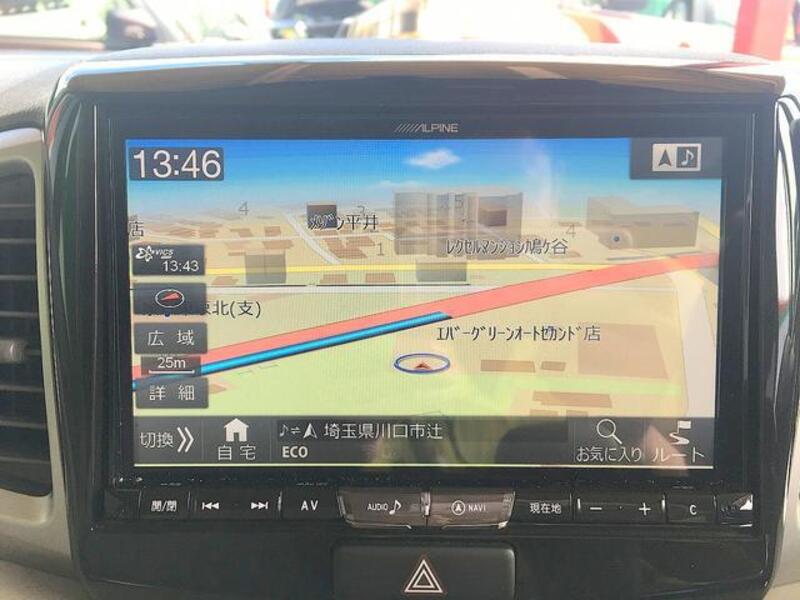 ALPINE
13:46
4
2
5
4
1
店
メゾン平井
レクセルマンション鳩ケ谷
VICS
13:43
東北(支)
広域
エバーグリーンオートセカンド店
25m
詳細
切換
自宅
埼玉県川口市辻
ECO
お気に入り
ルート
開/閉
AV
AUDIO
NAVI
現在地
− +
C